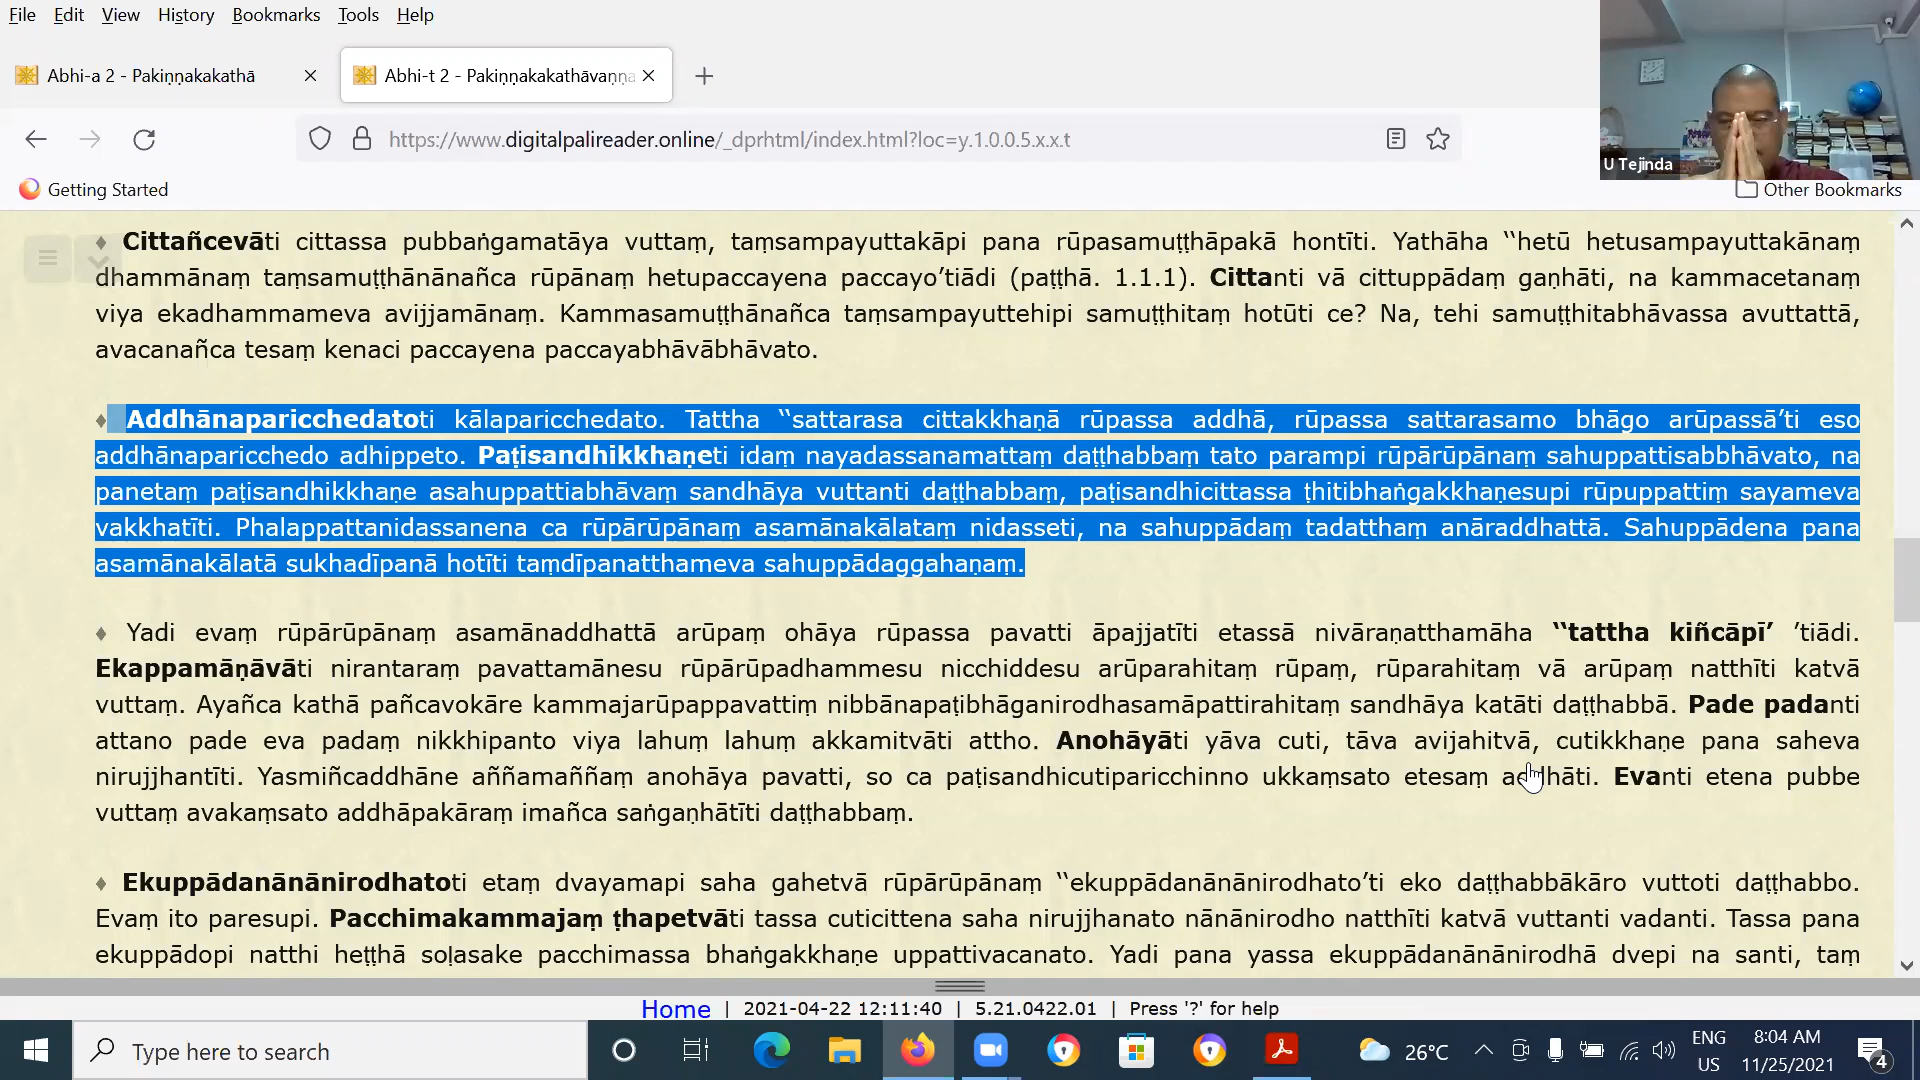 File Edit View History Bookmarks Tools Help
Abhi-a 2 - Pakiṇṇakakathā
Abhi-t 2 - Pakiṇṇakakathāvaṇṇa
https://www.digitalpalireader.online/_dprhtml/index.html?loc=y.1.0.0.5.x.x.t
U Tejinda
Getting Started
Other Bookmarks
♦ Cittañcevāti cittassa pubbaṅgamatāya vuttaṃ, taṃsampayuttakāpi pana rūpasamuṭṭhāpakā hontīti. Yathāha ‘‘hetū hetusampayuttakānaṃ
dhammānaṃ taṃsamuṭṭhānānañca rūpānaṃ hetupaccayena paccayo’tiādi (paṭṭhā. 1.1.1). Cittanti vā cittuppādaṃ gaṇhāti, na kammacetanaṃ
viya ekadhammameva avijjamānaṃ. Kammasamuṭṭhānañca taṃsampayuttehipi samuṭṭhitaṃ hotūti ce? Na, tehi samuṭṭhitabhāvassa avuttattā,
avacanañca tesaṃ kenaci paccayena paccayabhāvābhāvato.
♦ Addhānaparicchedatoti kālaparicchedato. Tattha ‘‘sattarasa cittakkhaṇā rūpassa addhā, rūpassa sattarasamo bhāgo arūpassā’ti eso
addhānaparicchedo adhippeto. Paṭisandhikkhaṇeti idaṃ nayadassanamattaṃ daṭṭhabbaṃ tato parampi rūpārūpānaṃ sahuppattisabbhāvato, na
panetaṃ paṭisandhikkhaṇe asahuppattiabhāvaṃ sandhāya vuttanti daṭṭhabbaṃ, paṭisandhicittassa ṭhitibhaṅgakkhaṇesupi rūpuppattiṃ sayameva
vakkhatīti. Phalappattanidassanena ca rūpārūpānaṃ asamānakālataṃ nidasseti, na sahuppādaṃ tadatthaṃ anāraddhattā. Sahuppādena pana
asamānakālatā sukhadīpanā hotīti taṃdīpanatthameva sahuppādaggahaṇaṃ.
♦ Yadi evaṃ rūpārūpānaṃ asamānaddhattā arūpaṃ ohāya rūpassa pavatti āpajjatīti etassā nivāraṇatthamāha ‘‘tattha kiñcāpī’ ’tiādi.
Ekappamāṇāvāti nirantaraṃ pavattamānesu rūpārūpadhammesu nicchiddesu arūparahitaṃ rūpaṃ, rūparahitaṃ vā arūpaṃ natthīti katvā
vuttaṃ. Ayañca kathā pañcavokāre kammajarūpappavattiṃ nibbānapaṭibhāganirodhasamāpattirahitaṃ sandhāya katāti daṭṭhabbā. Pade padanti
attano pade eva padaṃ nikkhipanto viya lahuṃ lahuṃ akkamitvāti attho. Anohāyāti yāva cuti, tāva avijahitvā, cutikkhaṇe pana saheva
nirujjhantīti. Yasmiñcaddhāne aññamaññaṃ anohāya pavatti, so ca paṭisandhicutiparicchinno ukkaṃsato etesaṃ addhāti. Evanti etena pubbe
vuttaṃ avakaṃsato addhāpakāraṃ imañca saṅgaṇhātīti daṭṭhabbaṃ.
♦ Ekuppādanānānirodhatoti etaṃ dvayamapi saha gahetvā rūpārūpānaṃ ‘‘ekuppādanānānirodhato’ti eko daṭṭhabbākāro vuttoti daṭṭhabbo.
Evaṃ ito paresupi. Pacchimakammajaṃ ṭhapetvāti tassa cuticittena saha nirujjhanato nānānirodho natthīti katvā vuttanti vadanti. Tassa pana
ekuppādopi natthi heṭṭhā soḷasake pacchimassa bhaṅgakkhaṇe uppattivacanato. Yadi pana yassa ekuppādanānānirodhā dvepi na santi, taṃ
Home | 2021-04-22 12:11:40 | 5.21.0422.01 | Press '?' for help
Type here to search
26°C
ENG
US
8:04 AM
11/25/2021
4